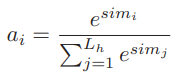 a_i = \frac{e^{sim_i}}{\sum_{j=1}^{L_h} e^{sim_j}}